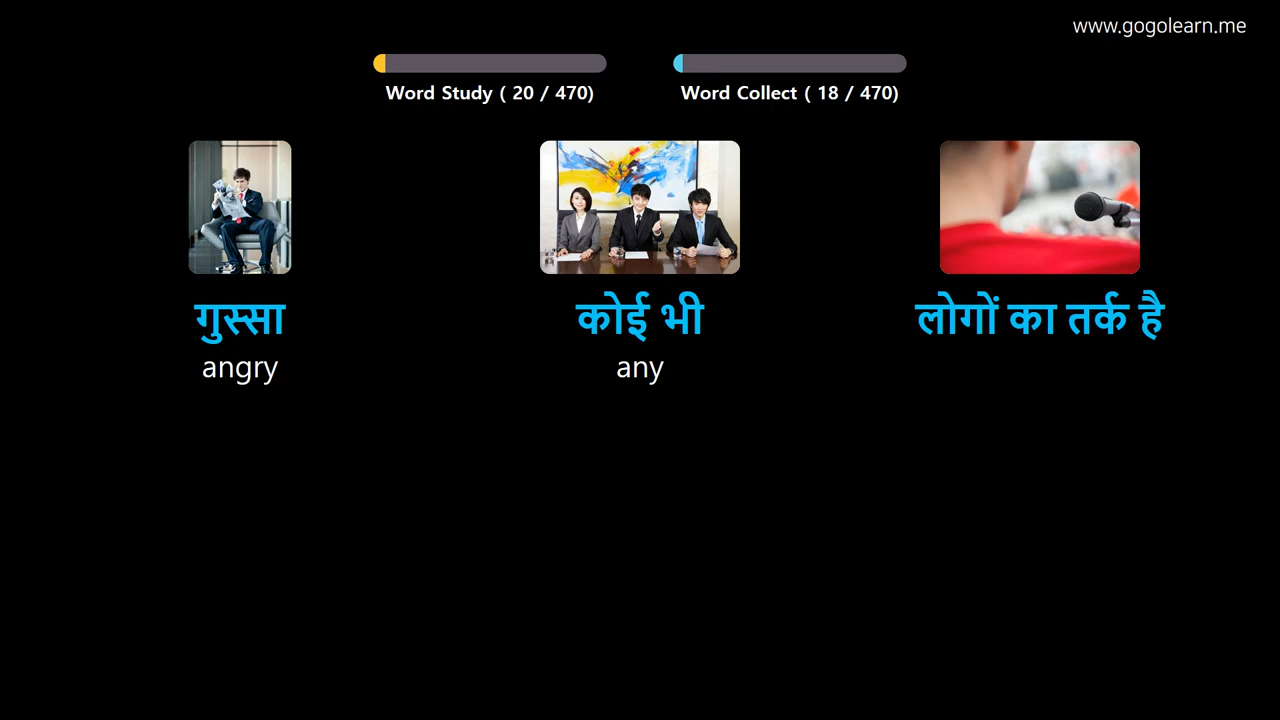 www.gogolearn.me
Word Study ( 20 / 470)
Word Collect ( 18 / 470)
गुस्सा
angry
कोई भी
any
लोगों का तर्क है